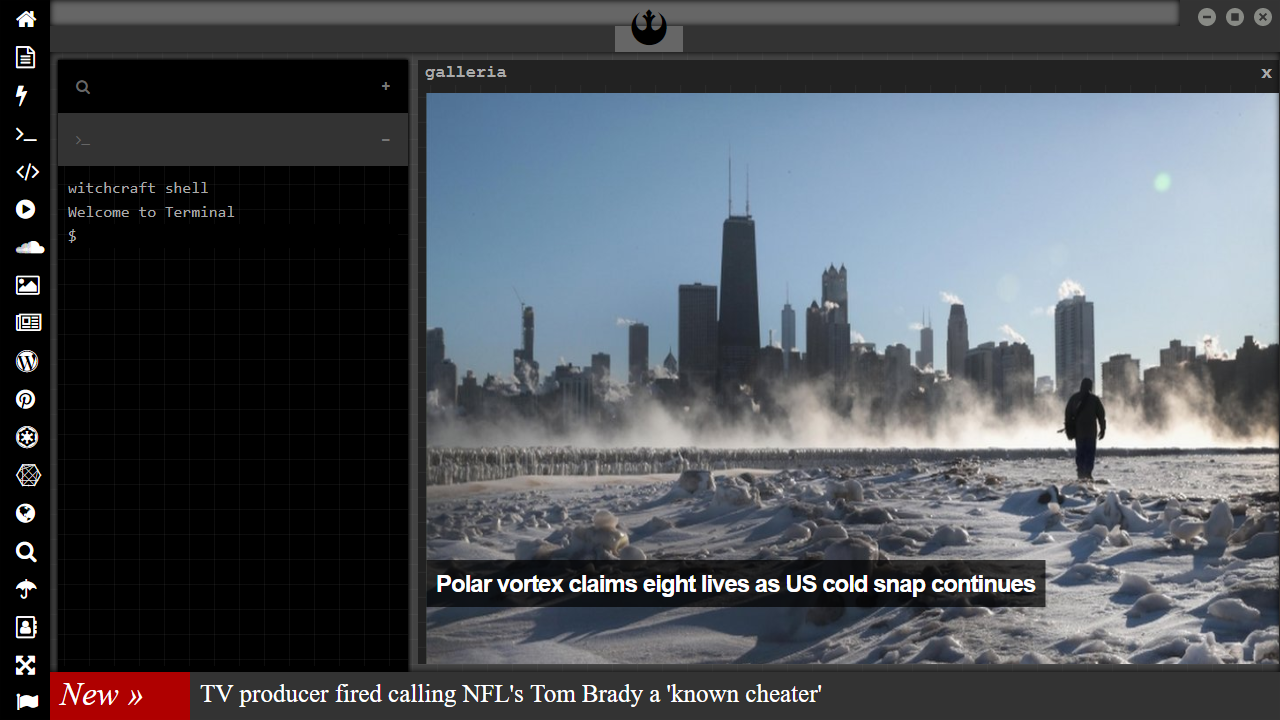 galleria x
+
>_ −
witchcraft shell
Welcome to Terminal
$
Polar vortex claims eight lives as US cold snap continues
New » TV producer fired calling NFL's Tom Brady a 'known cheater'